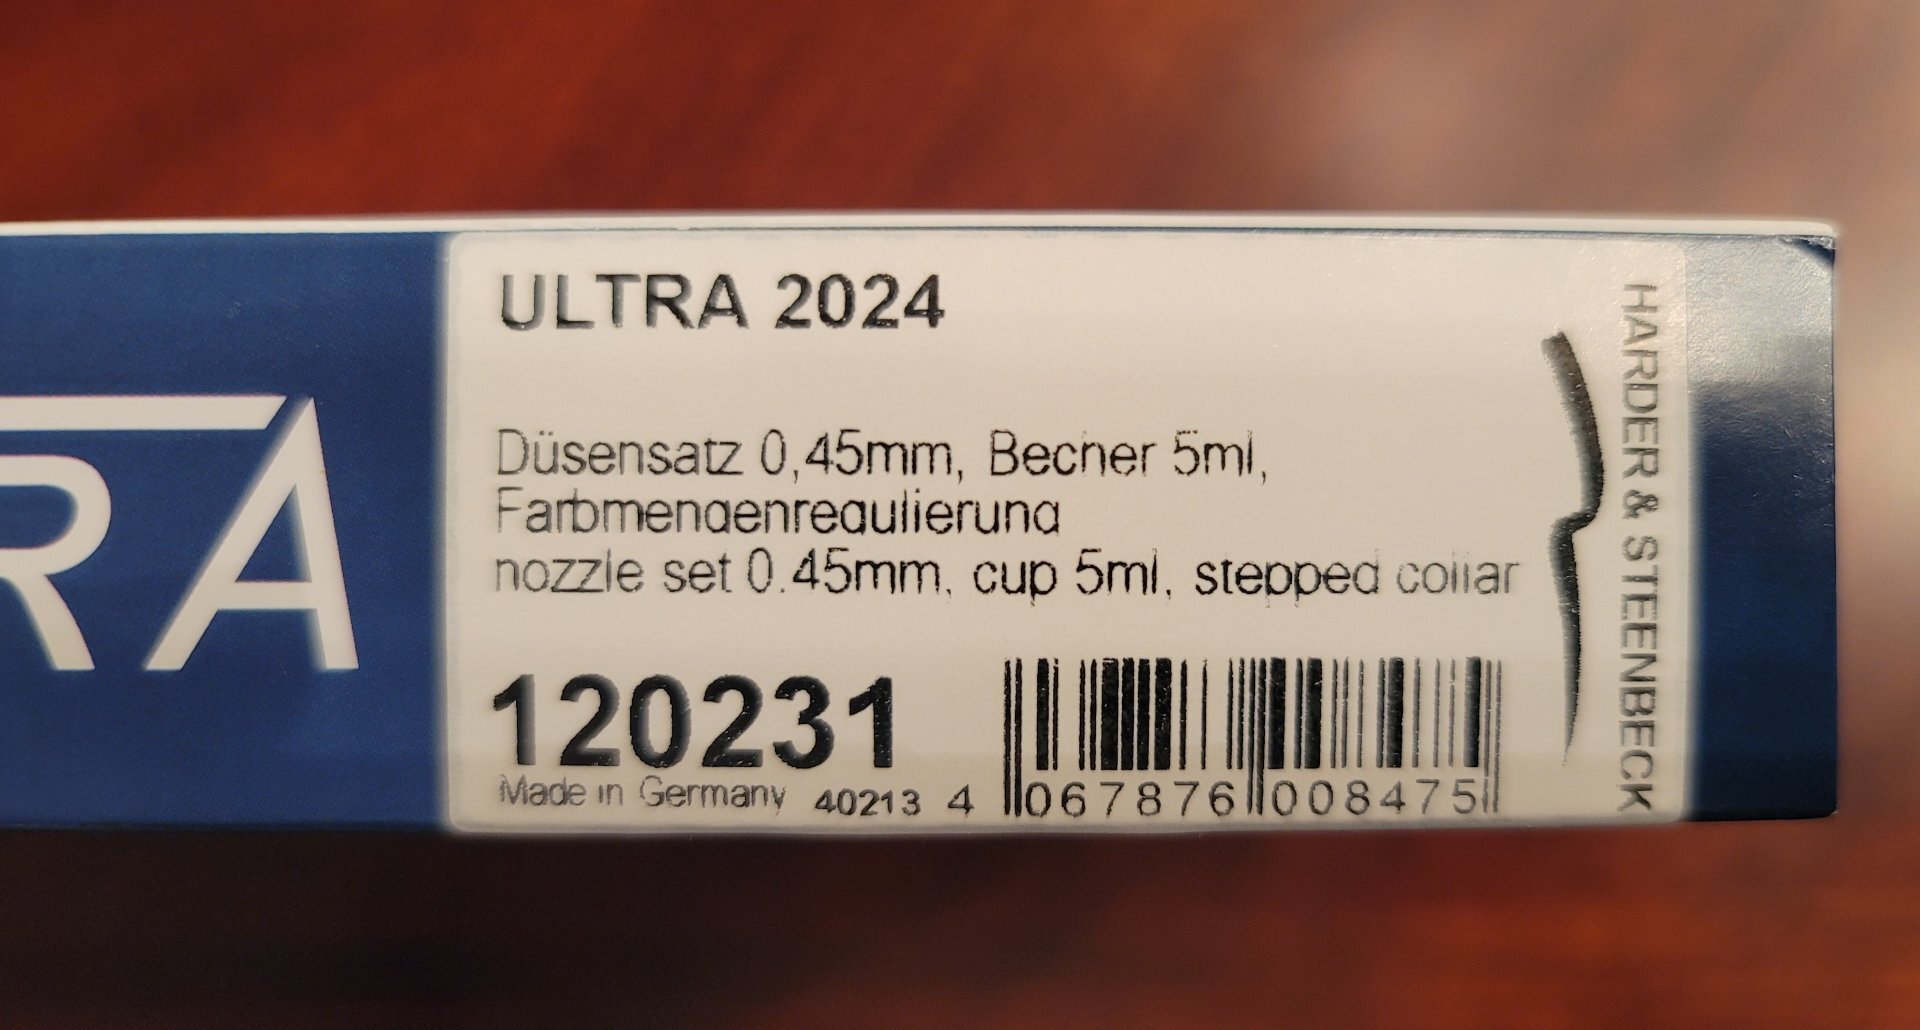 RA
ULTRA 2024
Düsensatz 0,45mm, Becher 5ml,
Farbmengenregulierung
nozzle set 0.45mm, cup 5ml, stepped collar
120231
Made in Germany 40213 4 067876 008475
HARDER & STEENBECK